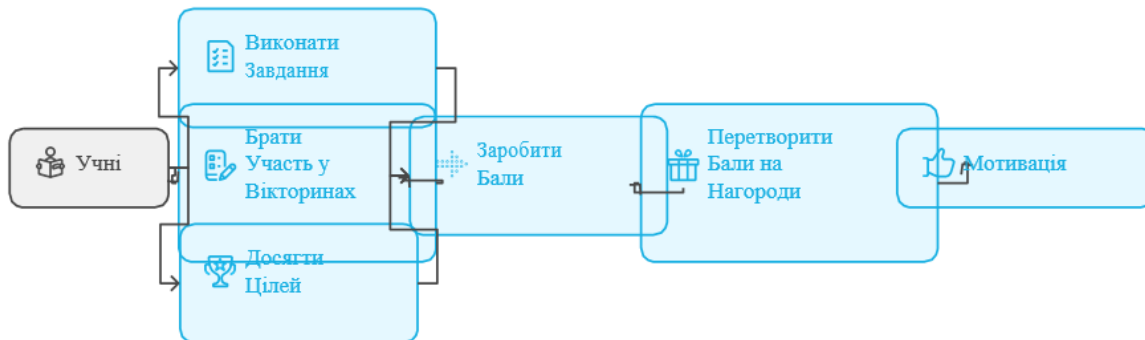 Учні
Виконати
Завдання
Брати
Участь у
Вікторинах
Досягти
Цілей
Заробити
Бали
Перетворити
Бали на
Нагороди
Мотивація